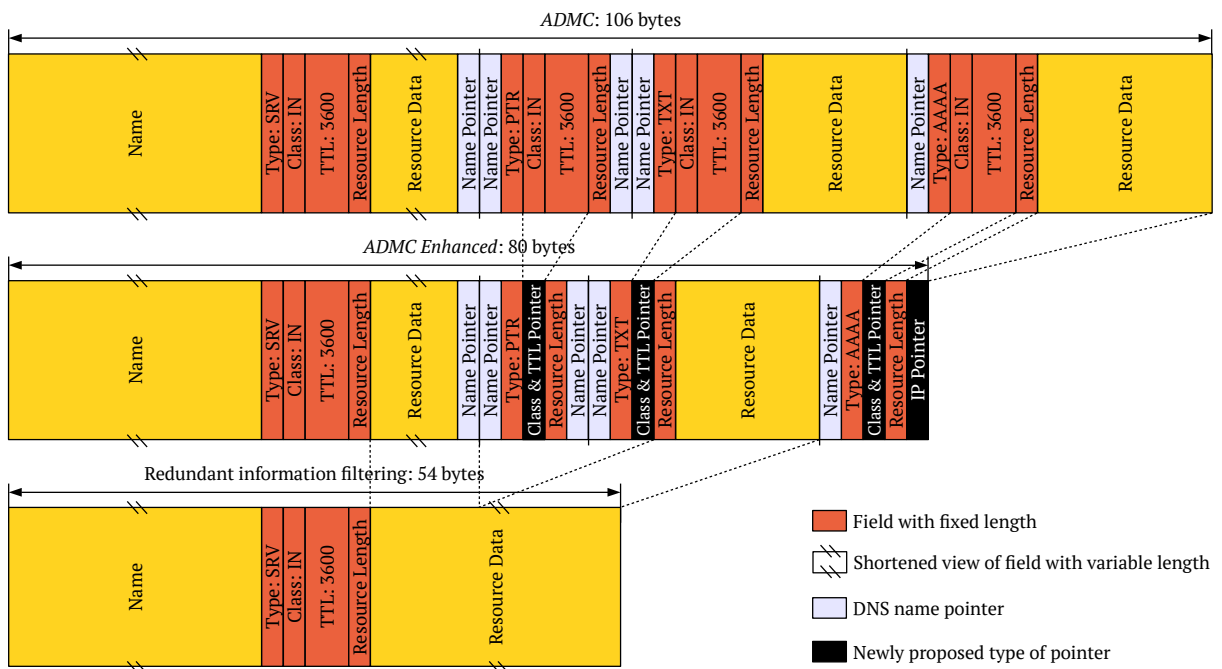 ADMC: 106 bytes
Name
Type: SRV
Class: IN
TTL: 3600
Resource Length
Resource Data
Name Pointer
Name Pointer
Type: PTR
Class: IN
TTL: 3600
Resource Length
Name Pointer
Name Pointer
Type: TXT
Class: IN
TTL: 3600
Resource Length
Resource Data
Name Pointer
Type: AAAA
Class: IN
TTL: 3600
Resource Length
Resource Data
ADMC Enhanced: 80 bytes
Name
Type: SRV
Class: IN
TTL: 3600
Resource Length
Resource Data
Name Pointer
Name Pointer
Type: PTR
Class & TTL Pointer
Resource Length
Name Pointer
Name Pointer
Type: TXT
Class & TTL Pointer
Resource Length
Resource Data
Name Pointer
Type: AAAA
Class & TTL Pointer
Resource Length
IP Pointer
Redundant information filtering: 54 bytes
Name
Type: SRV
Class: IN
TTL: 3600
Resource Length
Resource Data
Field with fixed length
Shortened view of field with variable length
DNS name pointer
Newly proposed type of pointer